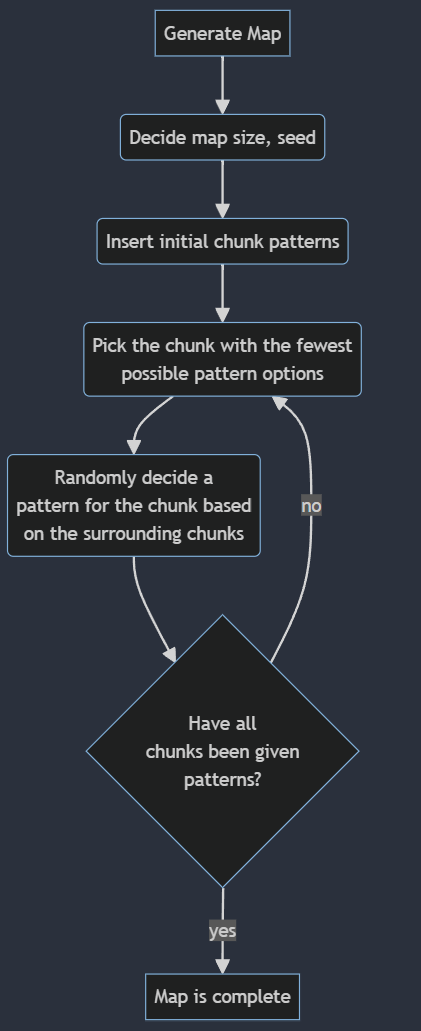 Generate Map
Decide map size, seed
Insert initial chunk patterns
Pick the chunk with the fewest
possible pattern options
Randomly decide a
pattern for the chunk based
on the surrounding chunks
no
Have all
chunks been given
patterns?
yes
Map is complete